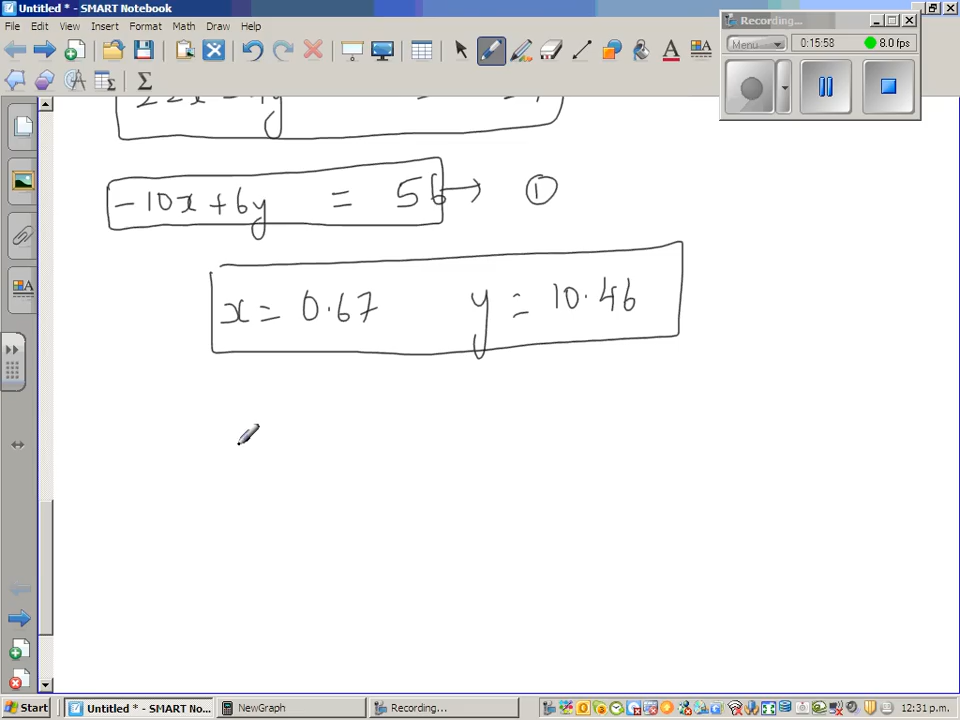 Untitled * - SMART Notebook
File Edit View Insert Format Math Draw Help
Recording...
Menu 0:15:58 8.0 fps
-10x+6y = 56 → ①
x = 0.67 y = 10.46
Start Untitled * - SMART No... NewGraph Recording... 12:31 p.m.